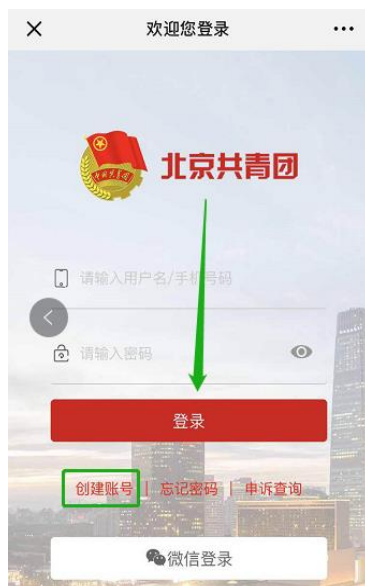 欢迎您登录
北京共青团
请输入用户名/手机号码
请输入密码
登录
创建账号 | 忘记密码 | 申诉查询
微信登录